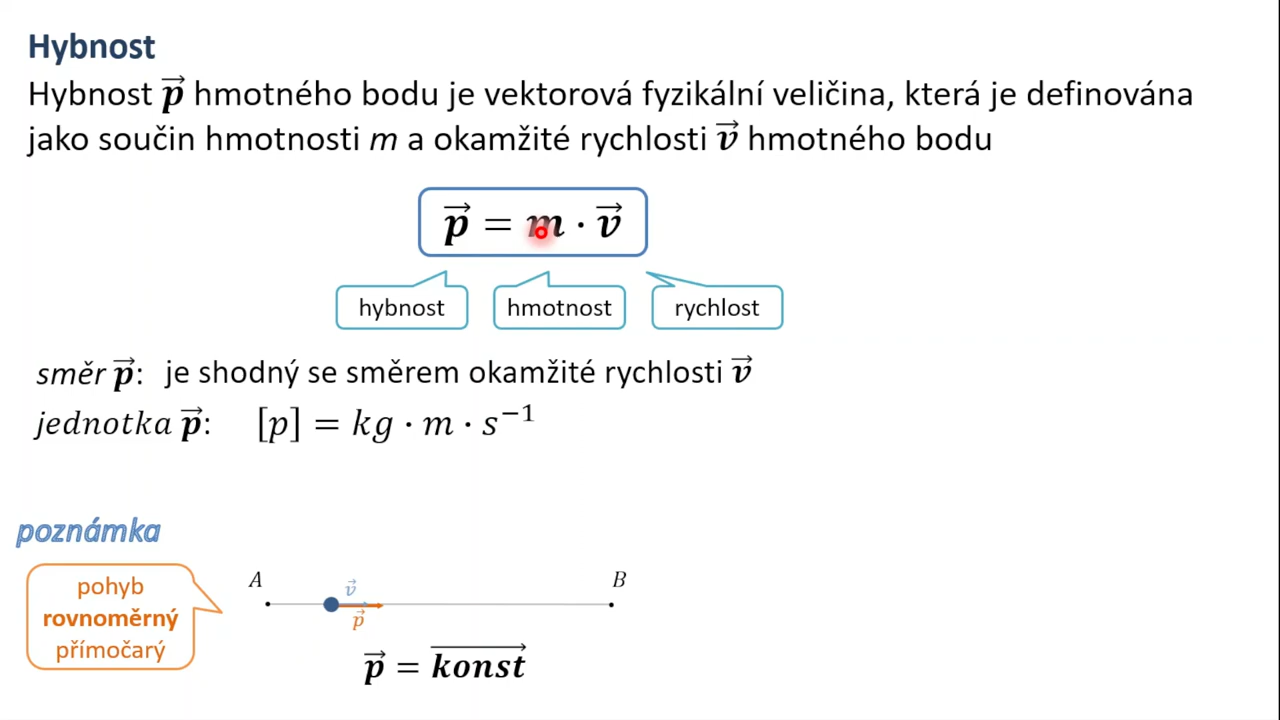 Hybnost
Hybnost p⃗ hmotného bodu je vektorová fyzikální veličina, která je definována
jako součin hmotnosti m a okamžité rychlosti v⃗ hmotného bodu
p⃗ = m · v⃗
hybnost hmotnost rychlost
směr p⃗: je shodný se směrem okamžité rychlosti v⃗
jednotka p⃗: [p] = kg · m · s⁻¹
poznámka
pohyb
rovnoměrný
přímočarý
A B
v⃗
p⃗
p⃗ = \overrightarrow{konst}